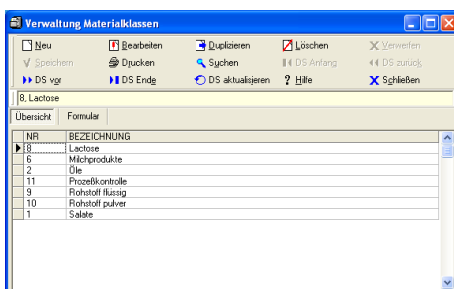 Verwaltung Materialklassen
Neu Bearbeiten Duplizieren Löschen Verwerfen
Speichern Drucken Suchen DS Anfang DS zurück
DS vor DS Ende DS aktualisieren Hilfe Schließen
8, Lactose
Übersicht Formular
NR BEZEICHNUNG
8 Lactose
6 Milchprodukte
2 Öle
11 Prozeßkontrolle
9 Rohstoff flüssig
10 Rohstoff pulver
1 Salate